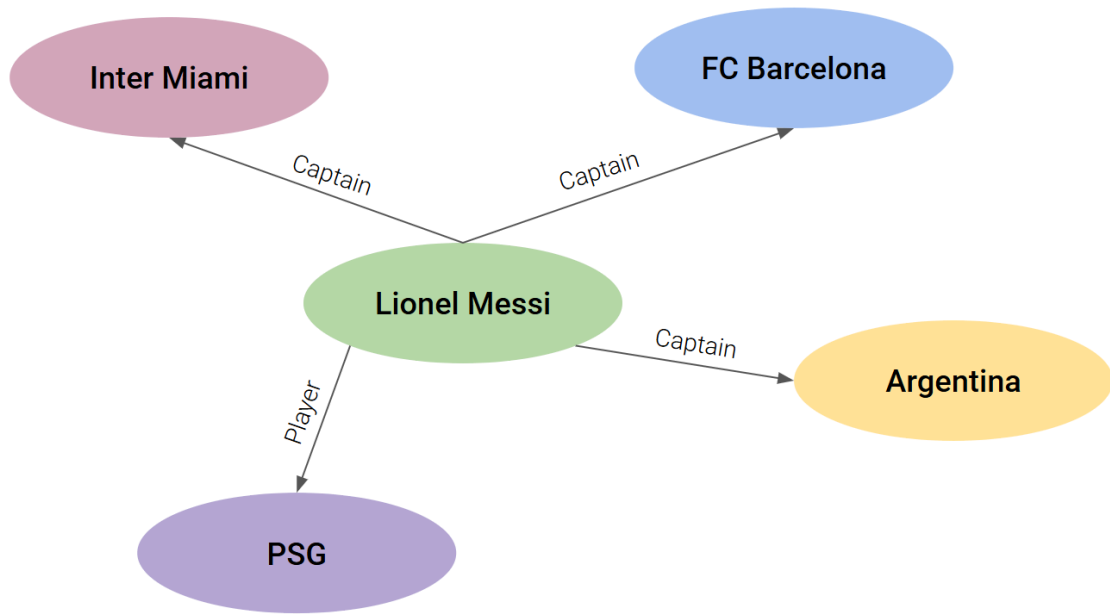 Inter Miami
FC Barcelona
Captain
Captain
Lionel Messi
Captain
Argentina
Player
PSG